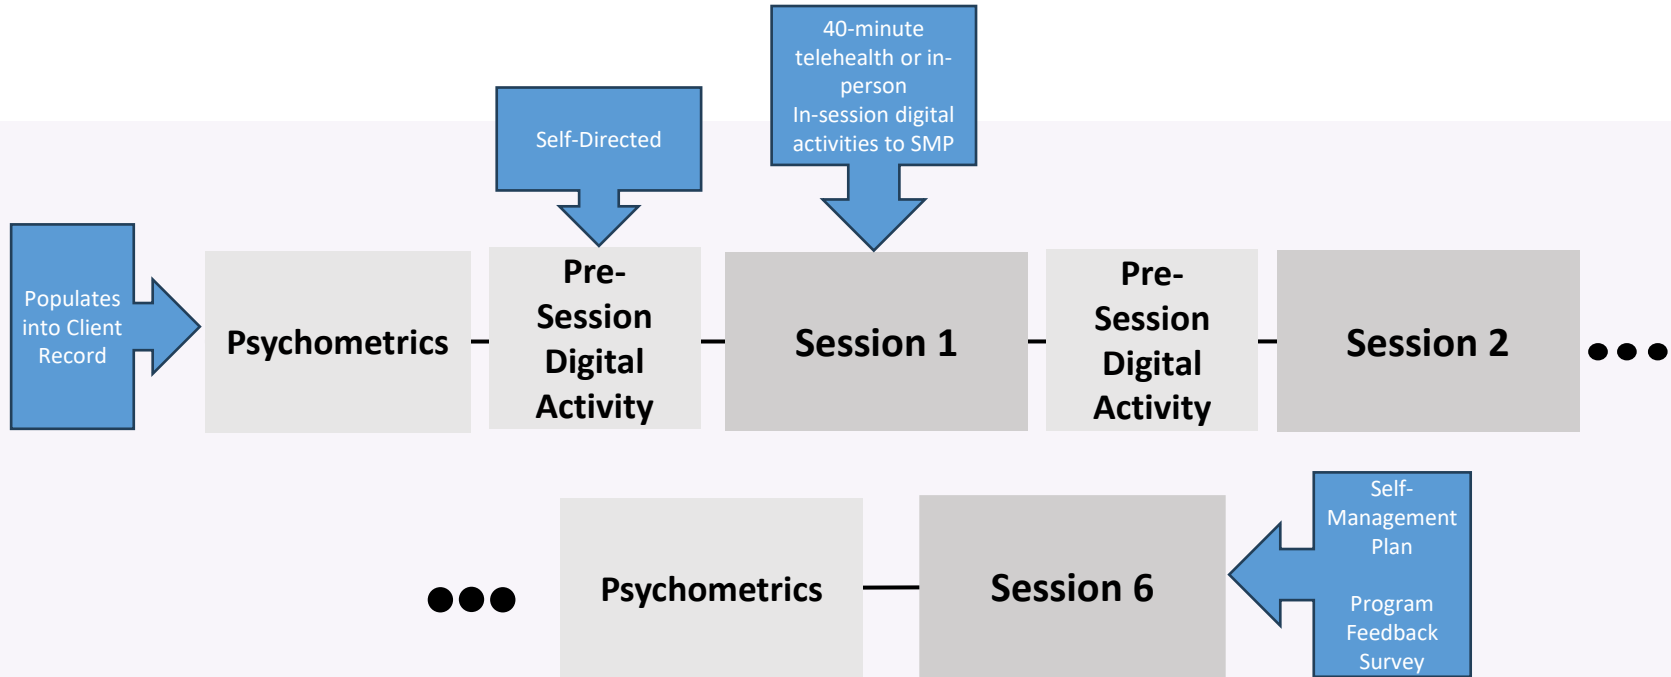 40-minute
telehealth or in-
person
In-session digital
activities to SMP
Self-Directed
Populates
into Client
Record
Psychometrics
Pre-
Session
Digital
Activity
Session 1
Pre-
Session
Digital
Activity
Session 2
Psychometrics
Session 6
Self-
Management
Plan
Program
Feedback
Survey